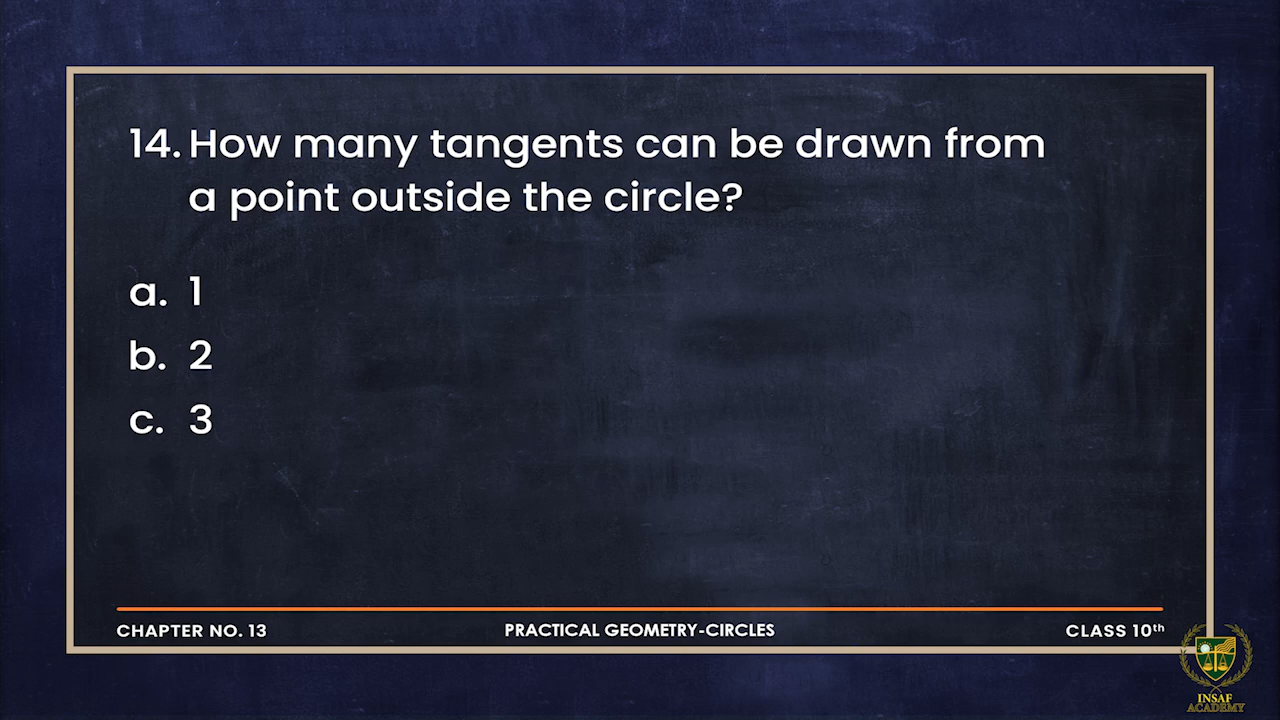 14. How many tangents can be drawn from
a point outside the circle?
a. 1
b. 2
c. 3
CHAPTER NO. 13 PRACTICAL GEOMETRY-CIRCLES CLASS 10th
INSAF
ACADEMY